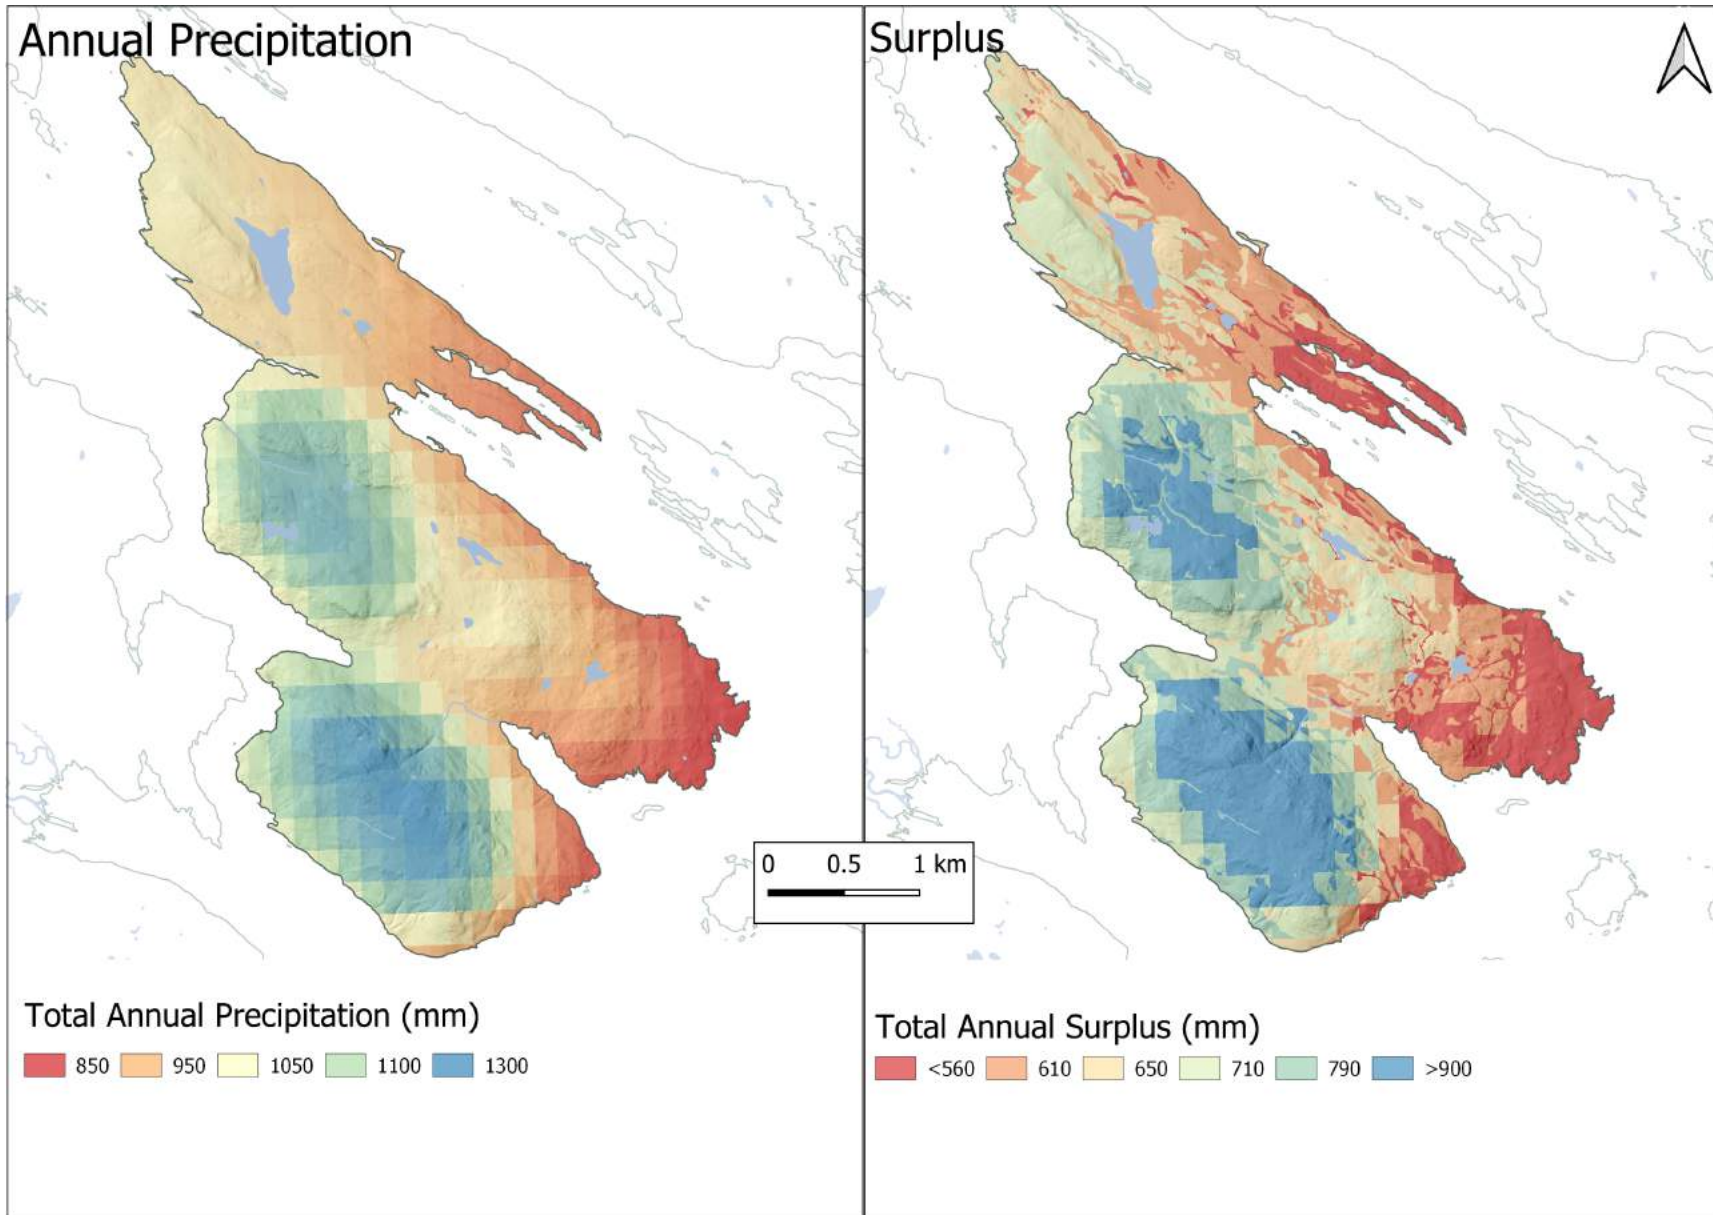 Annual Precipitation
Surplus
0 0.5 1 km
Total Annual Precipitation (mm)
850 950 1050 1100 1300
Total Annual Surplus (mm)
<560 610 650 710 790 >900